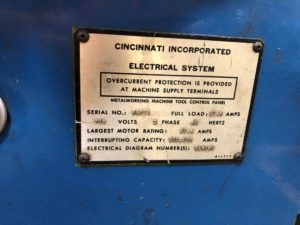 CINCINNATI INCORPORATED
ELECTRICAL SYSTEM
OVERCURRENT PROTECTION IS PROVIDED
AT MACHINE SUPPLY TERMINALS
METALWORKING MACHINE TOOL CONTROL PANEL
SERIAL NO.: FULL LOAD: AMPS
VOLTS PHASE HERTZ
LARGEST MOTOR RATING: AMPS
INTERRUPTING CAPACITY: AMPS
ELECTRICAL DIAGRAM NUMBER(S):